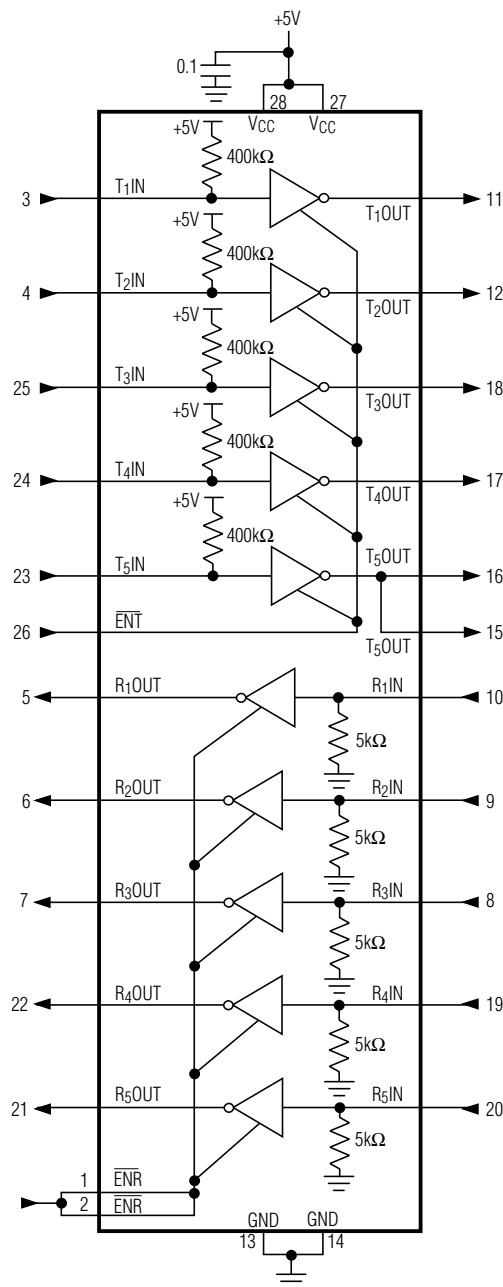 +5V
0.1
28 27
VCC VCC
+5V
400kΩ
3 T1IN T1OUT 11
+5V
400kΩ
4 T2IN T2OUT 12
+5V
400kΩ
25 T3IN T3OUT 18
+5V
400kΩ
24 T4IN T4OUT 17
+5V
400kΩ
T5OUT
23 T5IN 16
26 ENT 15
T5OUT
5 R1OUT R1IN 10
5kΩ
6 R2OUT R2IN 9
5kΩ
7 R3OUT R3IN 8
5kΩ
22 R4OUT R4IN 19
5kΩ
21 R5OUT R5IN 20
5kΩ
1 ENR
2 ENR
GND GND
13 14